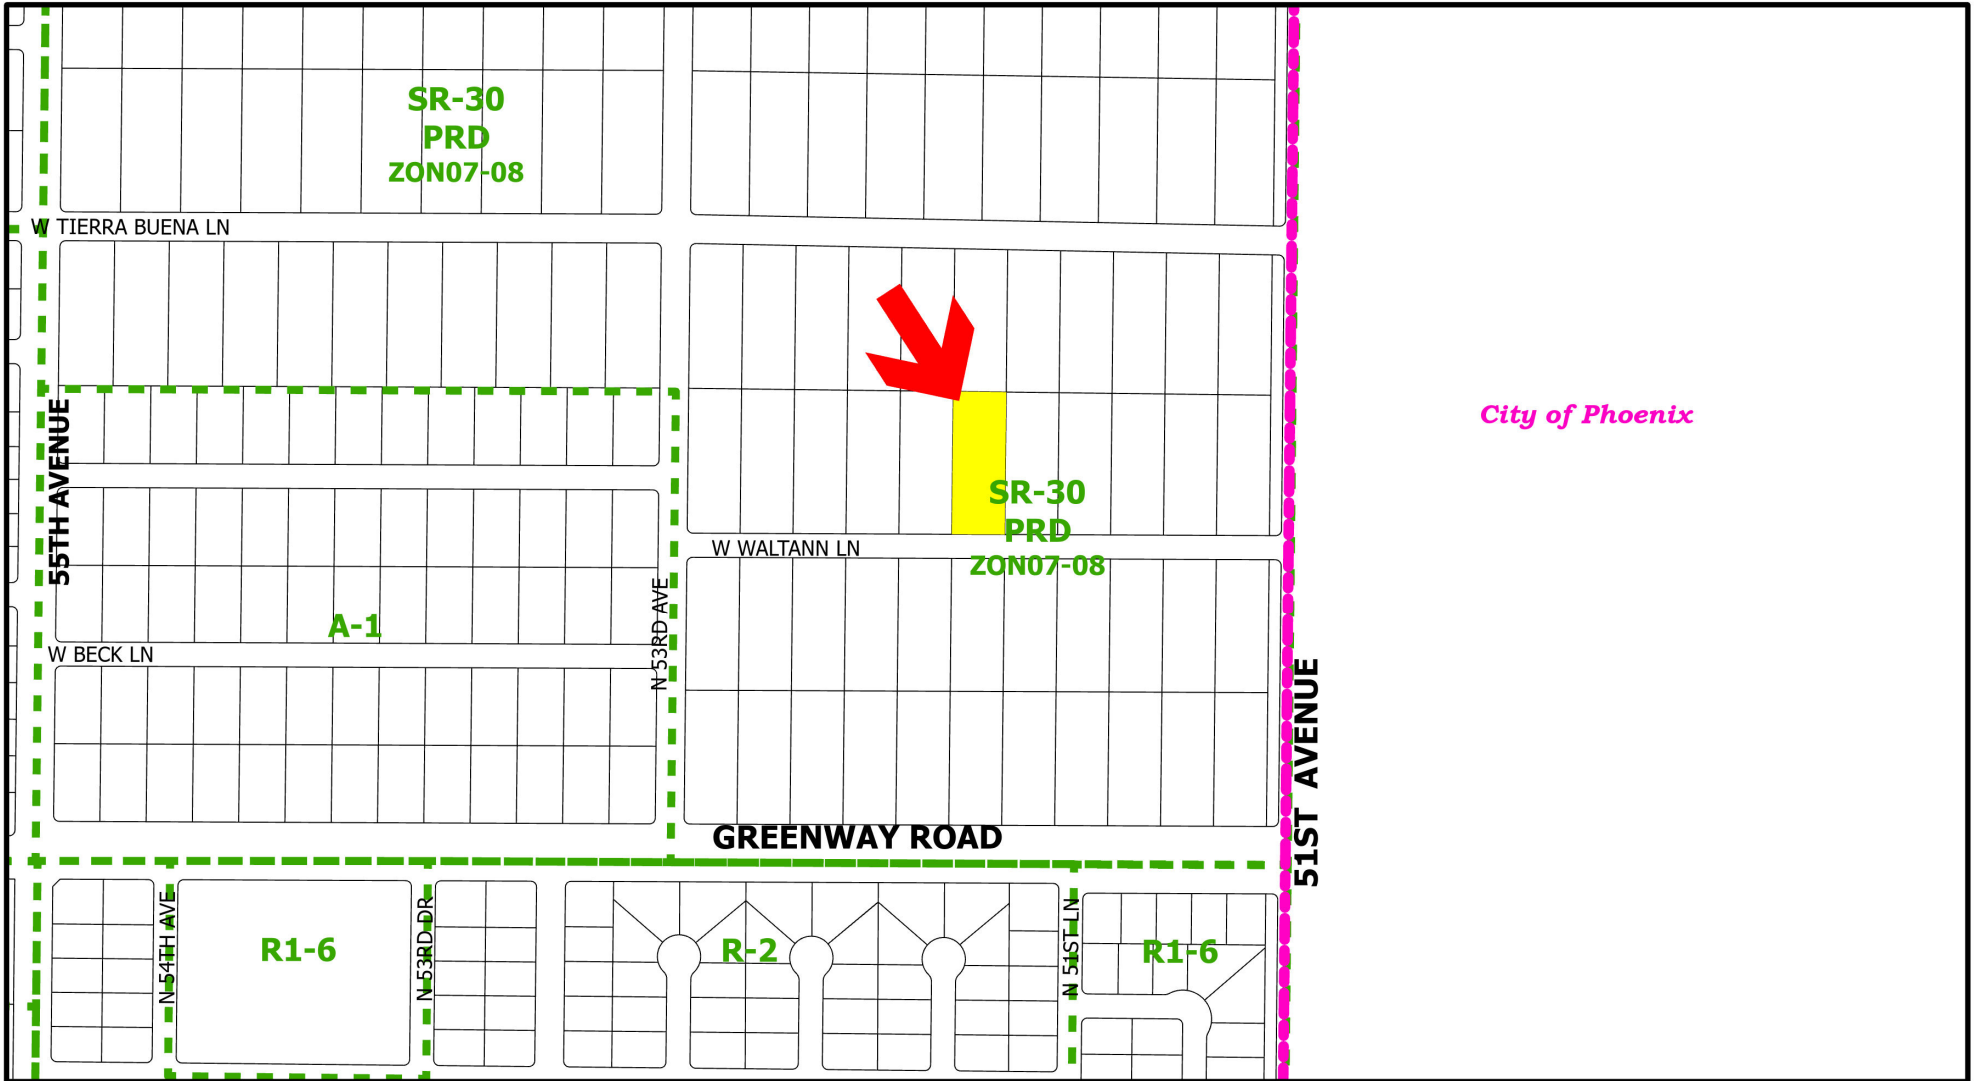 SR-30
PRD
ZON07-08
W TIERRA BUENA LN
City of Phoenix
55TH AVENUE
SR-30
PRD
ZON07-08
W WALTANN LN
N 53RD AVE
A-1
W BECK LN
51ST AVENUE
GREENWAY ROAD
N 54TH AVE
R1-6
N 53RD DR
R-2
N 51ST LN
R1-6